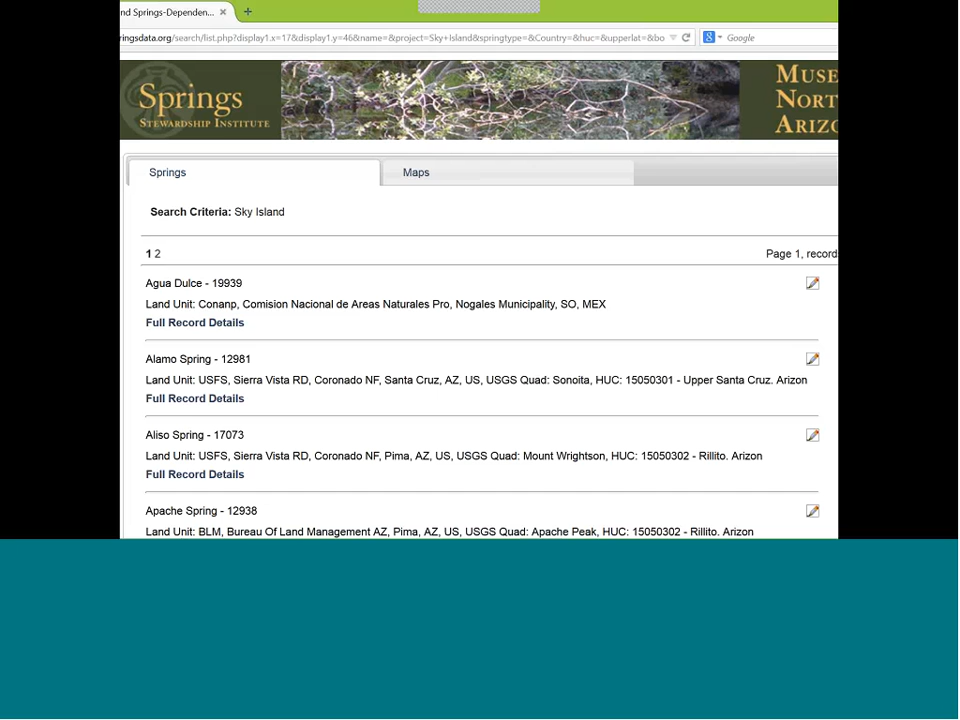 nd Springs-Dependen... × +
ringsdata.org/search/list.php?display1.x=17&display1.y=46&name=&project=Sky+Island&springtype=&Country=&huc=&upperlat=&bo
Google
Springs
STEWARDSHIP INSTITUTE
MUSE
NORT
ARIZO
Springs
Maps
Search Criteria: Sky Island
1 2
Page 1, record
Agua Dulce - 19939
Land Unit: Conanp, Comision Nacional de Areas Naturales Pro, Nogales Municipality, SO, MEX
Full Record Details
Alamo Spring - 12981
Land Unit: USFS, Sierra Vista RD, Coronado NF, Santa Cruz, AZ, US, USGS Quad: Sonoita, HUC: 15050301 - Upper Santa Cruz. Arizon
Full Record Details
Aliso Spring - 17073
Land Unit: USFS, Sierra Vista RD, Coronado NF, Pima, AZ, US, USGS Quad: Mount Wrightson, HUC: 15050302 - Rillito. Arizon
Full Record Details
Apache Spring - 12938
Land Unit: BLM, Bureau Of Land Management AZ, Pima, AZ, US, USGS Quad: Apache Peak, HUC: 15050302 - Rillito. Arizon